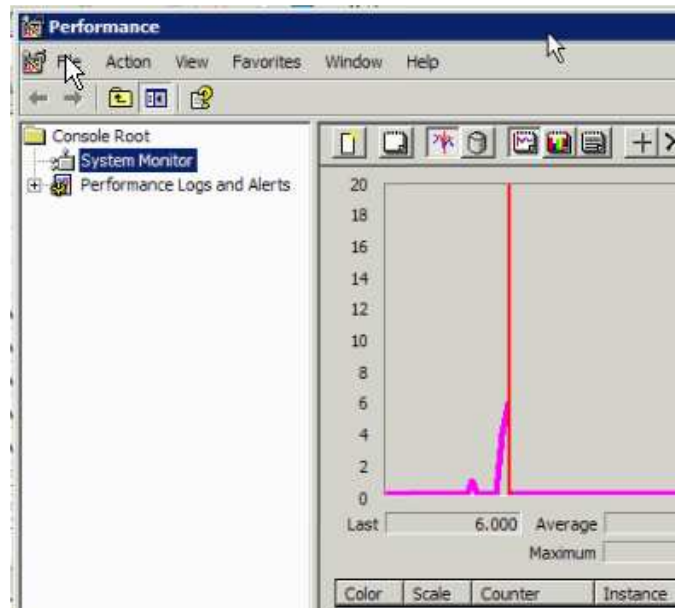 Performance
File Action View Favorites Window Help
Console Root
System Monitor
Performance Logs and Alerts
20
18
16
14
12
10
8
6
4
2
0
Last 6.000 Average
Maximum
Color Scale Counter Instance